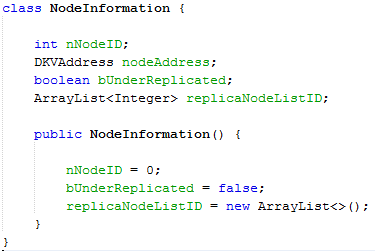 class NodeInformation {
int nNodeID;
DKVAddress nodeAddress;
boolean bUnderReplicated;
ArrayList<Integer> replicaNodeListID;
public NodeInformation() {
nNodeID = 0;
bUnderReplicated = false;
replicaNodeListID = new ArrayList<>();
}
}